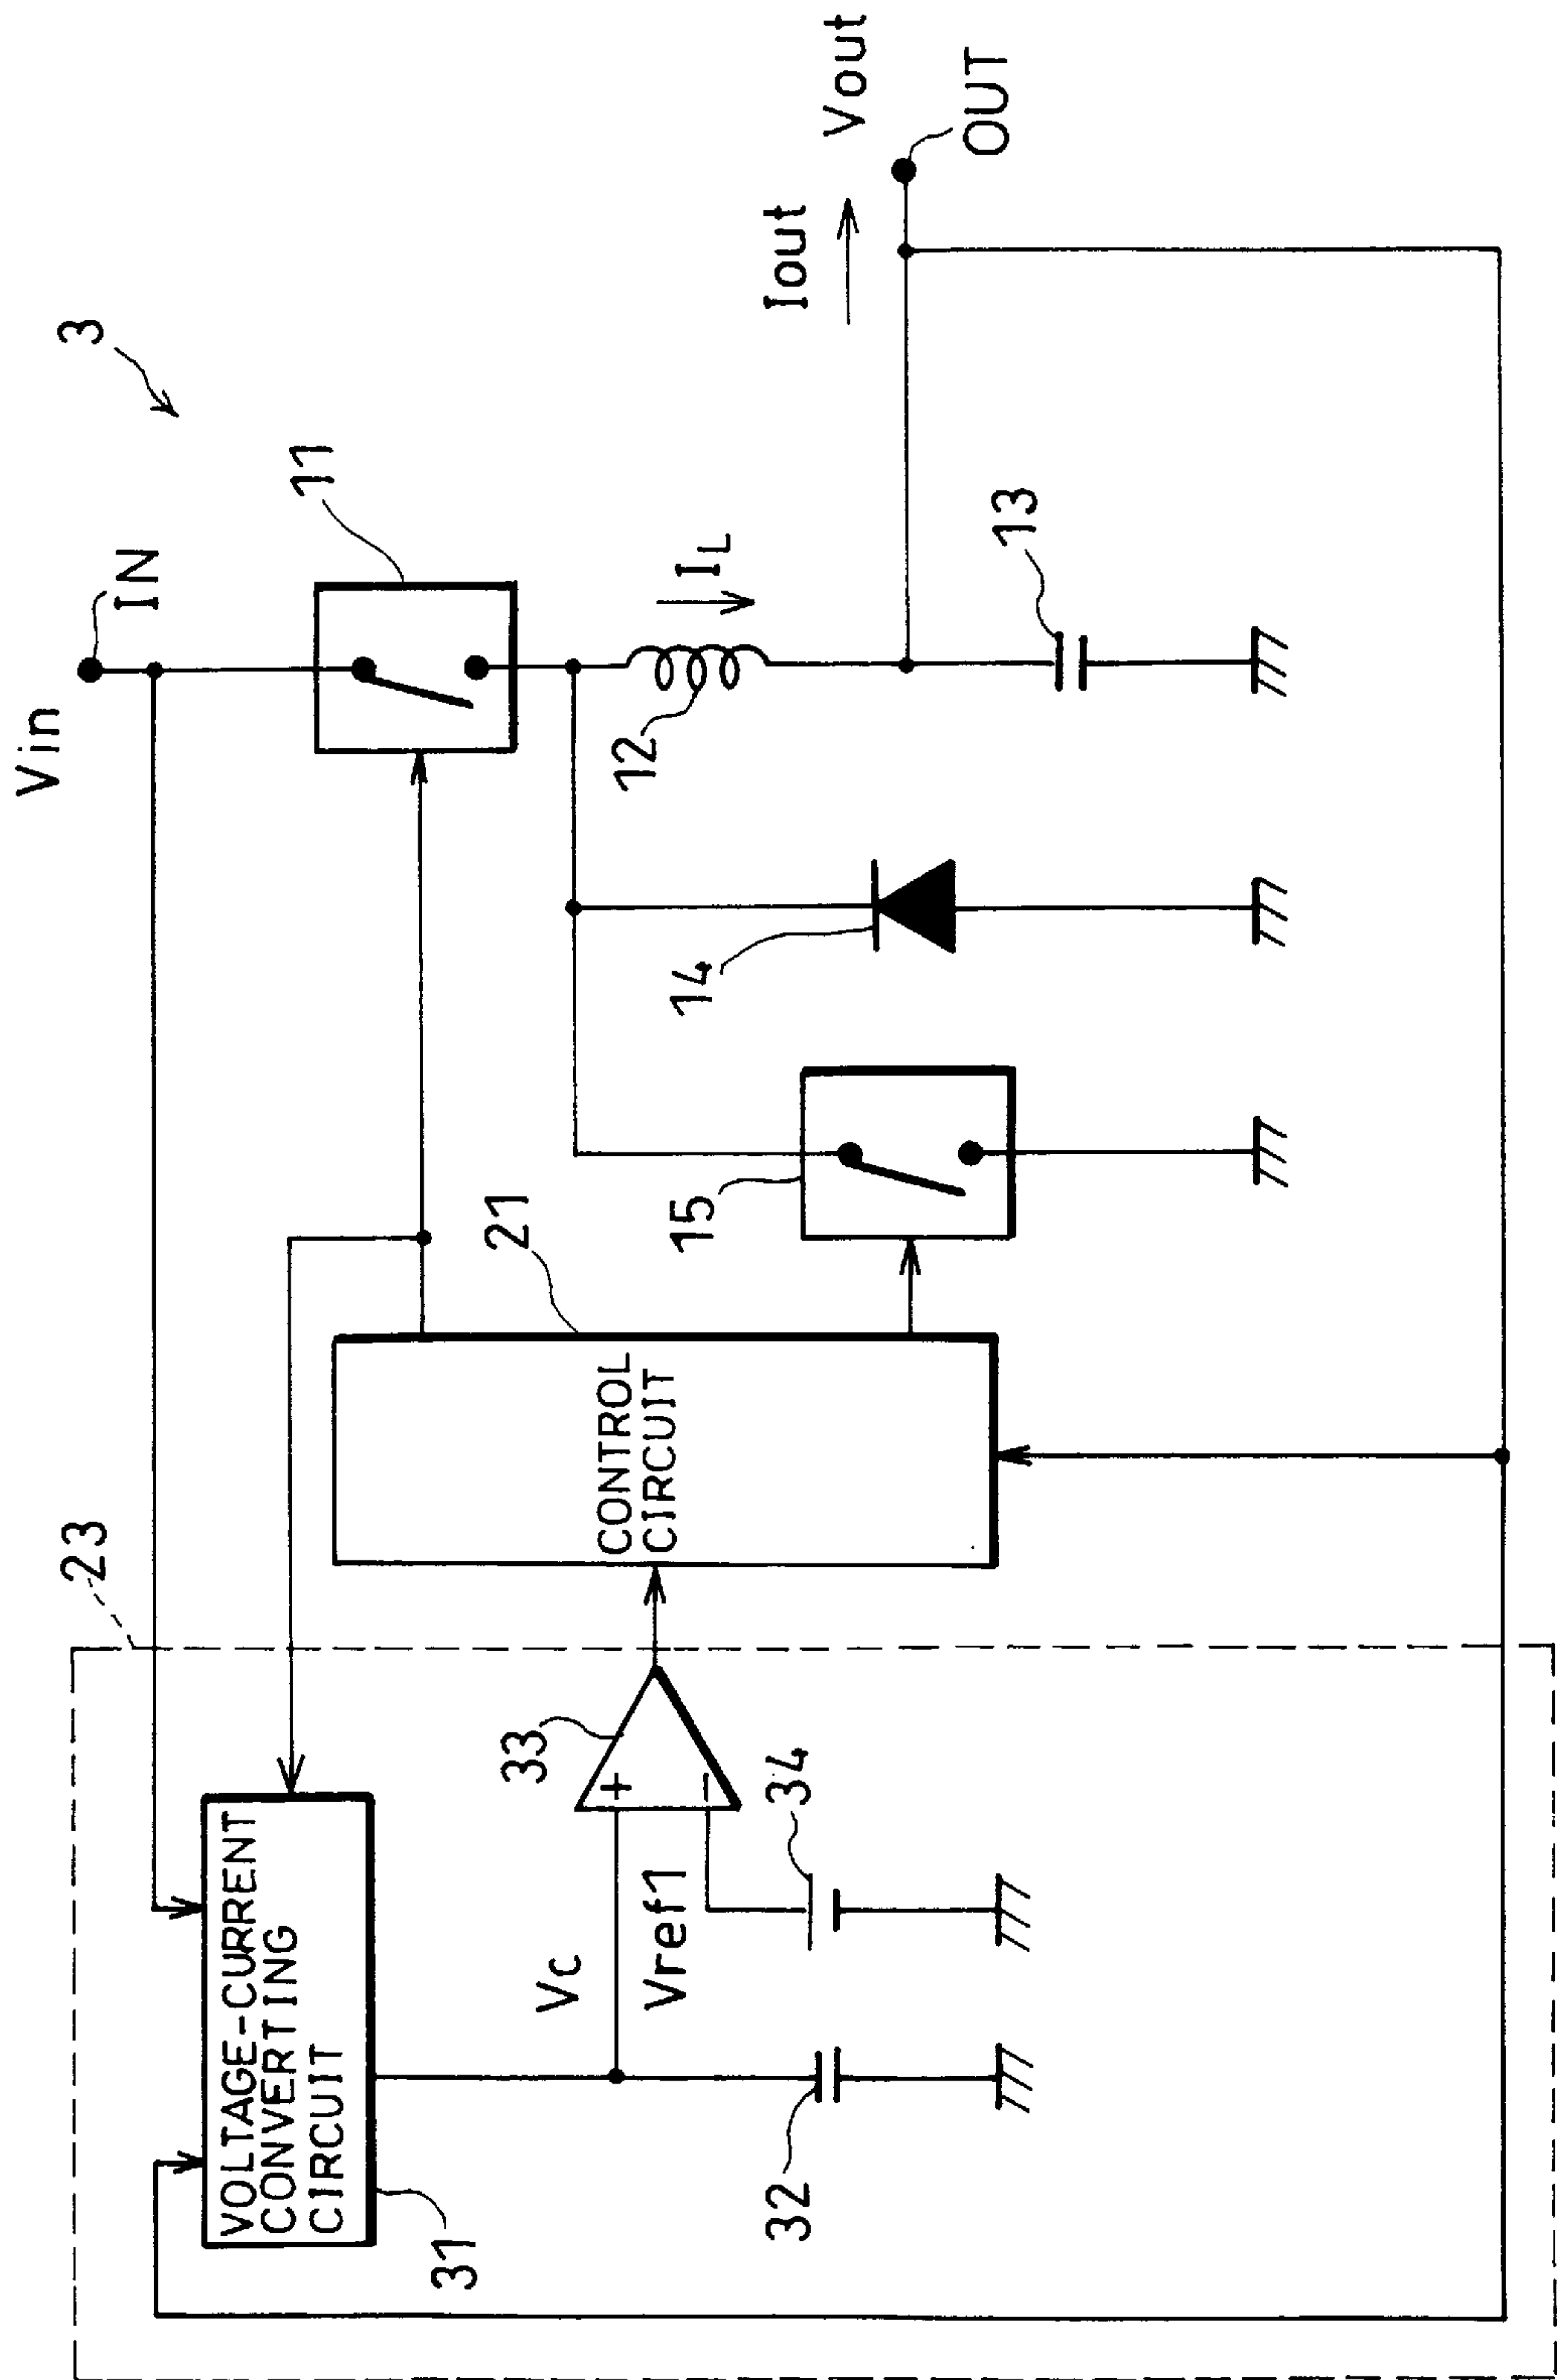 3
Vin
IN
11
IL
Iout
Vout
OUT
12
13
14
15
21
CONTROL
CIRCUIT
23
33
+
-
34
Vc
Vref1
32
VOLTAGE-CURRENT
CONVERTING
CIRCUIT
31